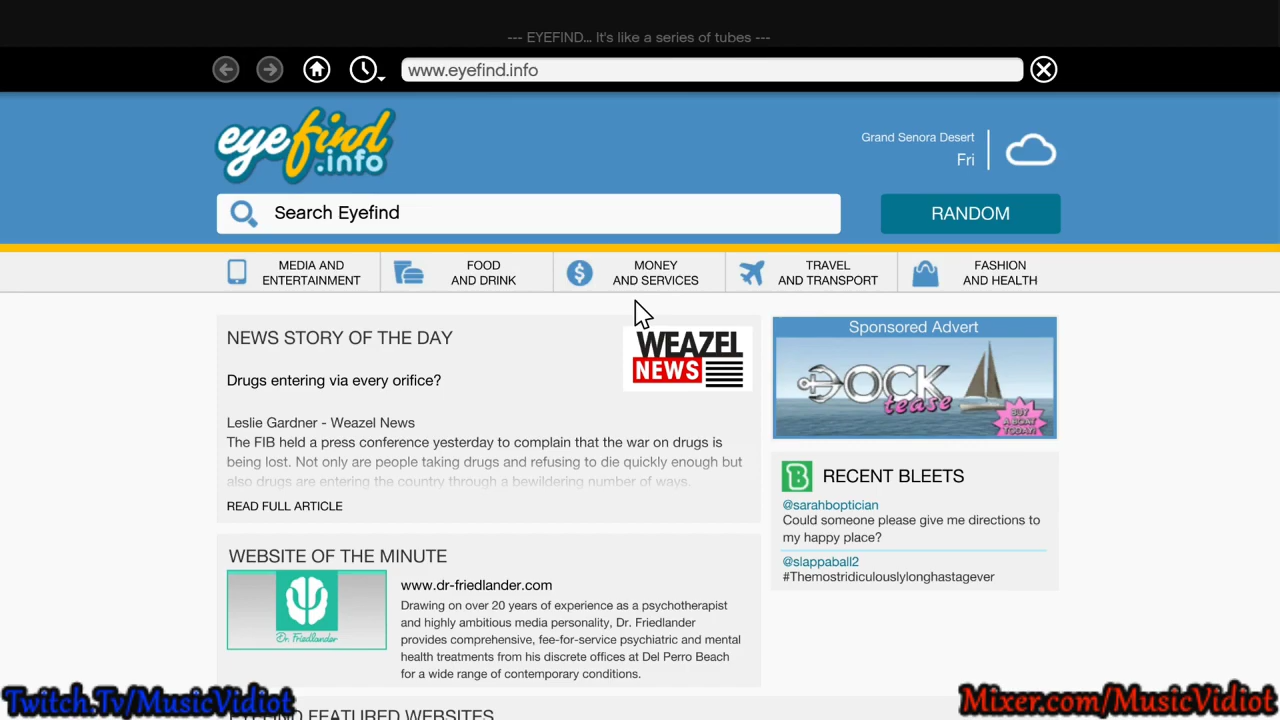 --- EYEFIND... It's like a series of tubes ---
www.eyefind.info
eyefind
.info
Grand Senora Desert
Fri
Search Eyefind
RANDOM
MEDIA AND
ENTERTAINMENT
FOOD
AND DRINK
MONEY
AND SERVICES
TRAVEL
AND TRANSPORT
FASHION
AND HEALTH
NEWS STORY OF THE DAY
WEAZEL
NEWS
Drugs entering via every orifice?
Leslie Gardner - Weazel News
The FIB held a press conference yesterday to complain that the war on drugs is
being lost. Not only are people taking drugs and refusing to die quickly enough but
also drugs are entering the country through a bewildering number of ways.
READ FULL ARTICLE
Sponsored Advert
DOCK
tease
BUY
A BOAT
TODAY!
B
RECENT BLEETS
@sarahboptician
Could someone please give me directions to
my happy place?
@slappaball2
#Themostridiculouslylonghastagever
WEBSITE OF THE MINUTE
Dr. Friedlander
www.dr-friedlander.com
Drawing on over 20 years of experience as a psychotherapist
and highly ambitious media personality, Dr. Friedlander
provides comprehensive, fee-for-service psychiatric and mental
health treatments from his discrete offices at Del Perro Beach
for a wide range of contemporary conditions.
EYEFIND FEATURED WEBSITES
Twitch.Tv/MusicVidiot
Mixer.com/MusicVidiot